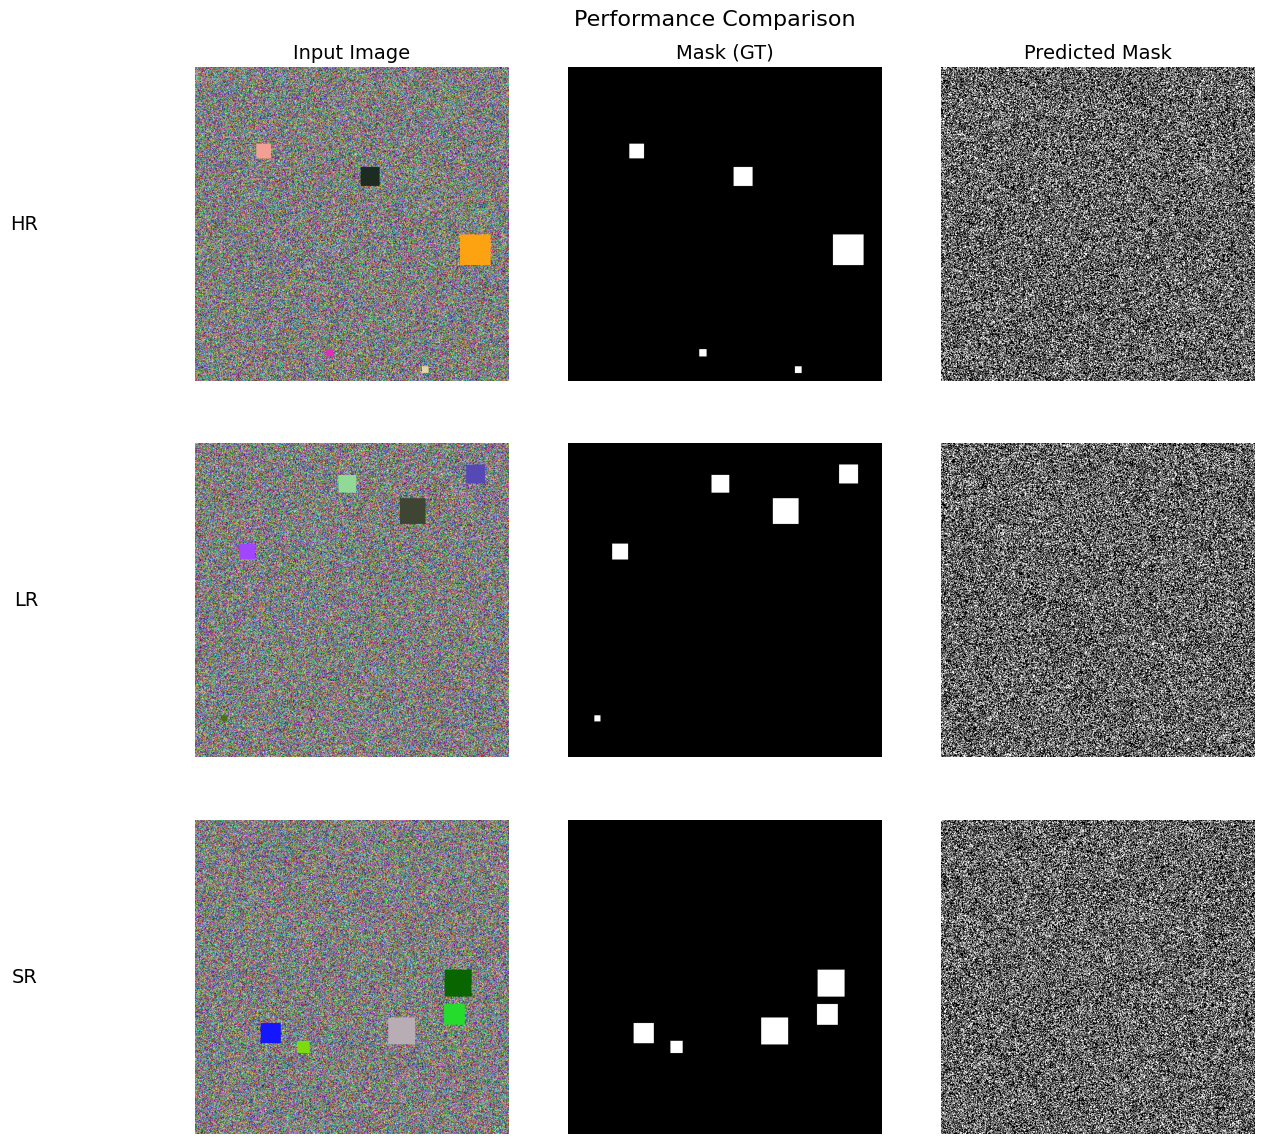 Performance Comparison
Input Image
Mask (GT)
Predicted Mask
HR
LR
SR